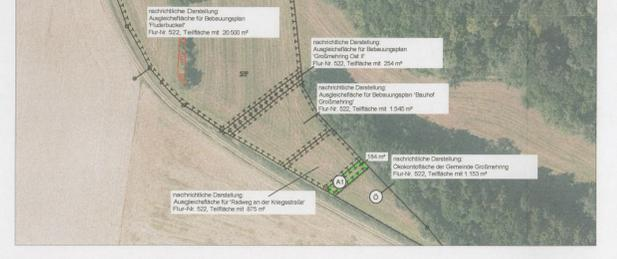 nachrichtliche Darstellung:
Ausgleichsfläche für Bebauungsplan
'Fluderbuckel'
Flur-Nr. 522, Teilfläche mit 20.500 m²
nachrichtliche Darstellung:
Ausgleichsfläche für Bebauungsplan
'Großmehring Ost II'
Flur-Nr. 522, Teilfläche mit 254 m²
nachrichtliche Darstellung:
Ausgleichsfläche für Bebauungsplan 'Bauhof
Großmehring'
Flur-Nr. 522, Teilfläche mit 1.545 m²
184 m²
nachrichtliche Darstellung:
Ökokontofläche der Gemeinde Großmehring
Flur-Nr. 522, Teilfläche mit 1.153 m²
A1
Ö
nachrichtliche Darstellung:
Ausgleichsfläche für 'Radweg an der Kriegsstraße'
Flur-Nr. 522, Teilfläche mit 875 m²